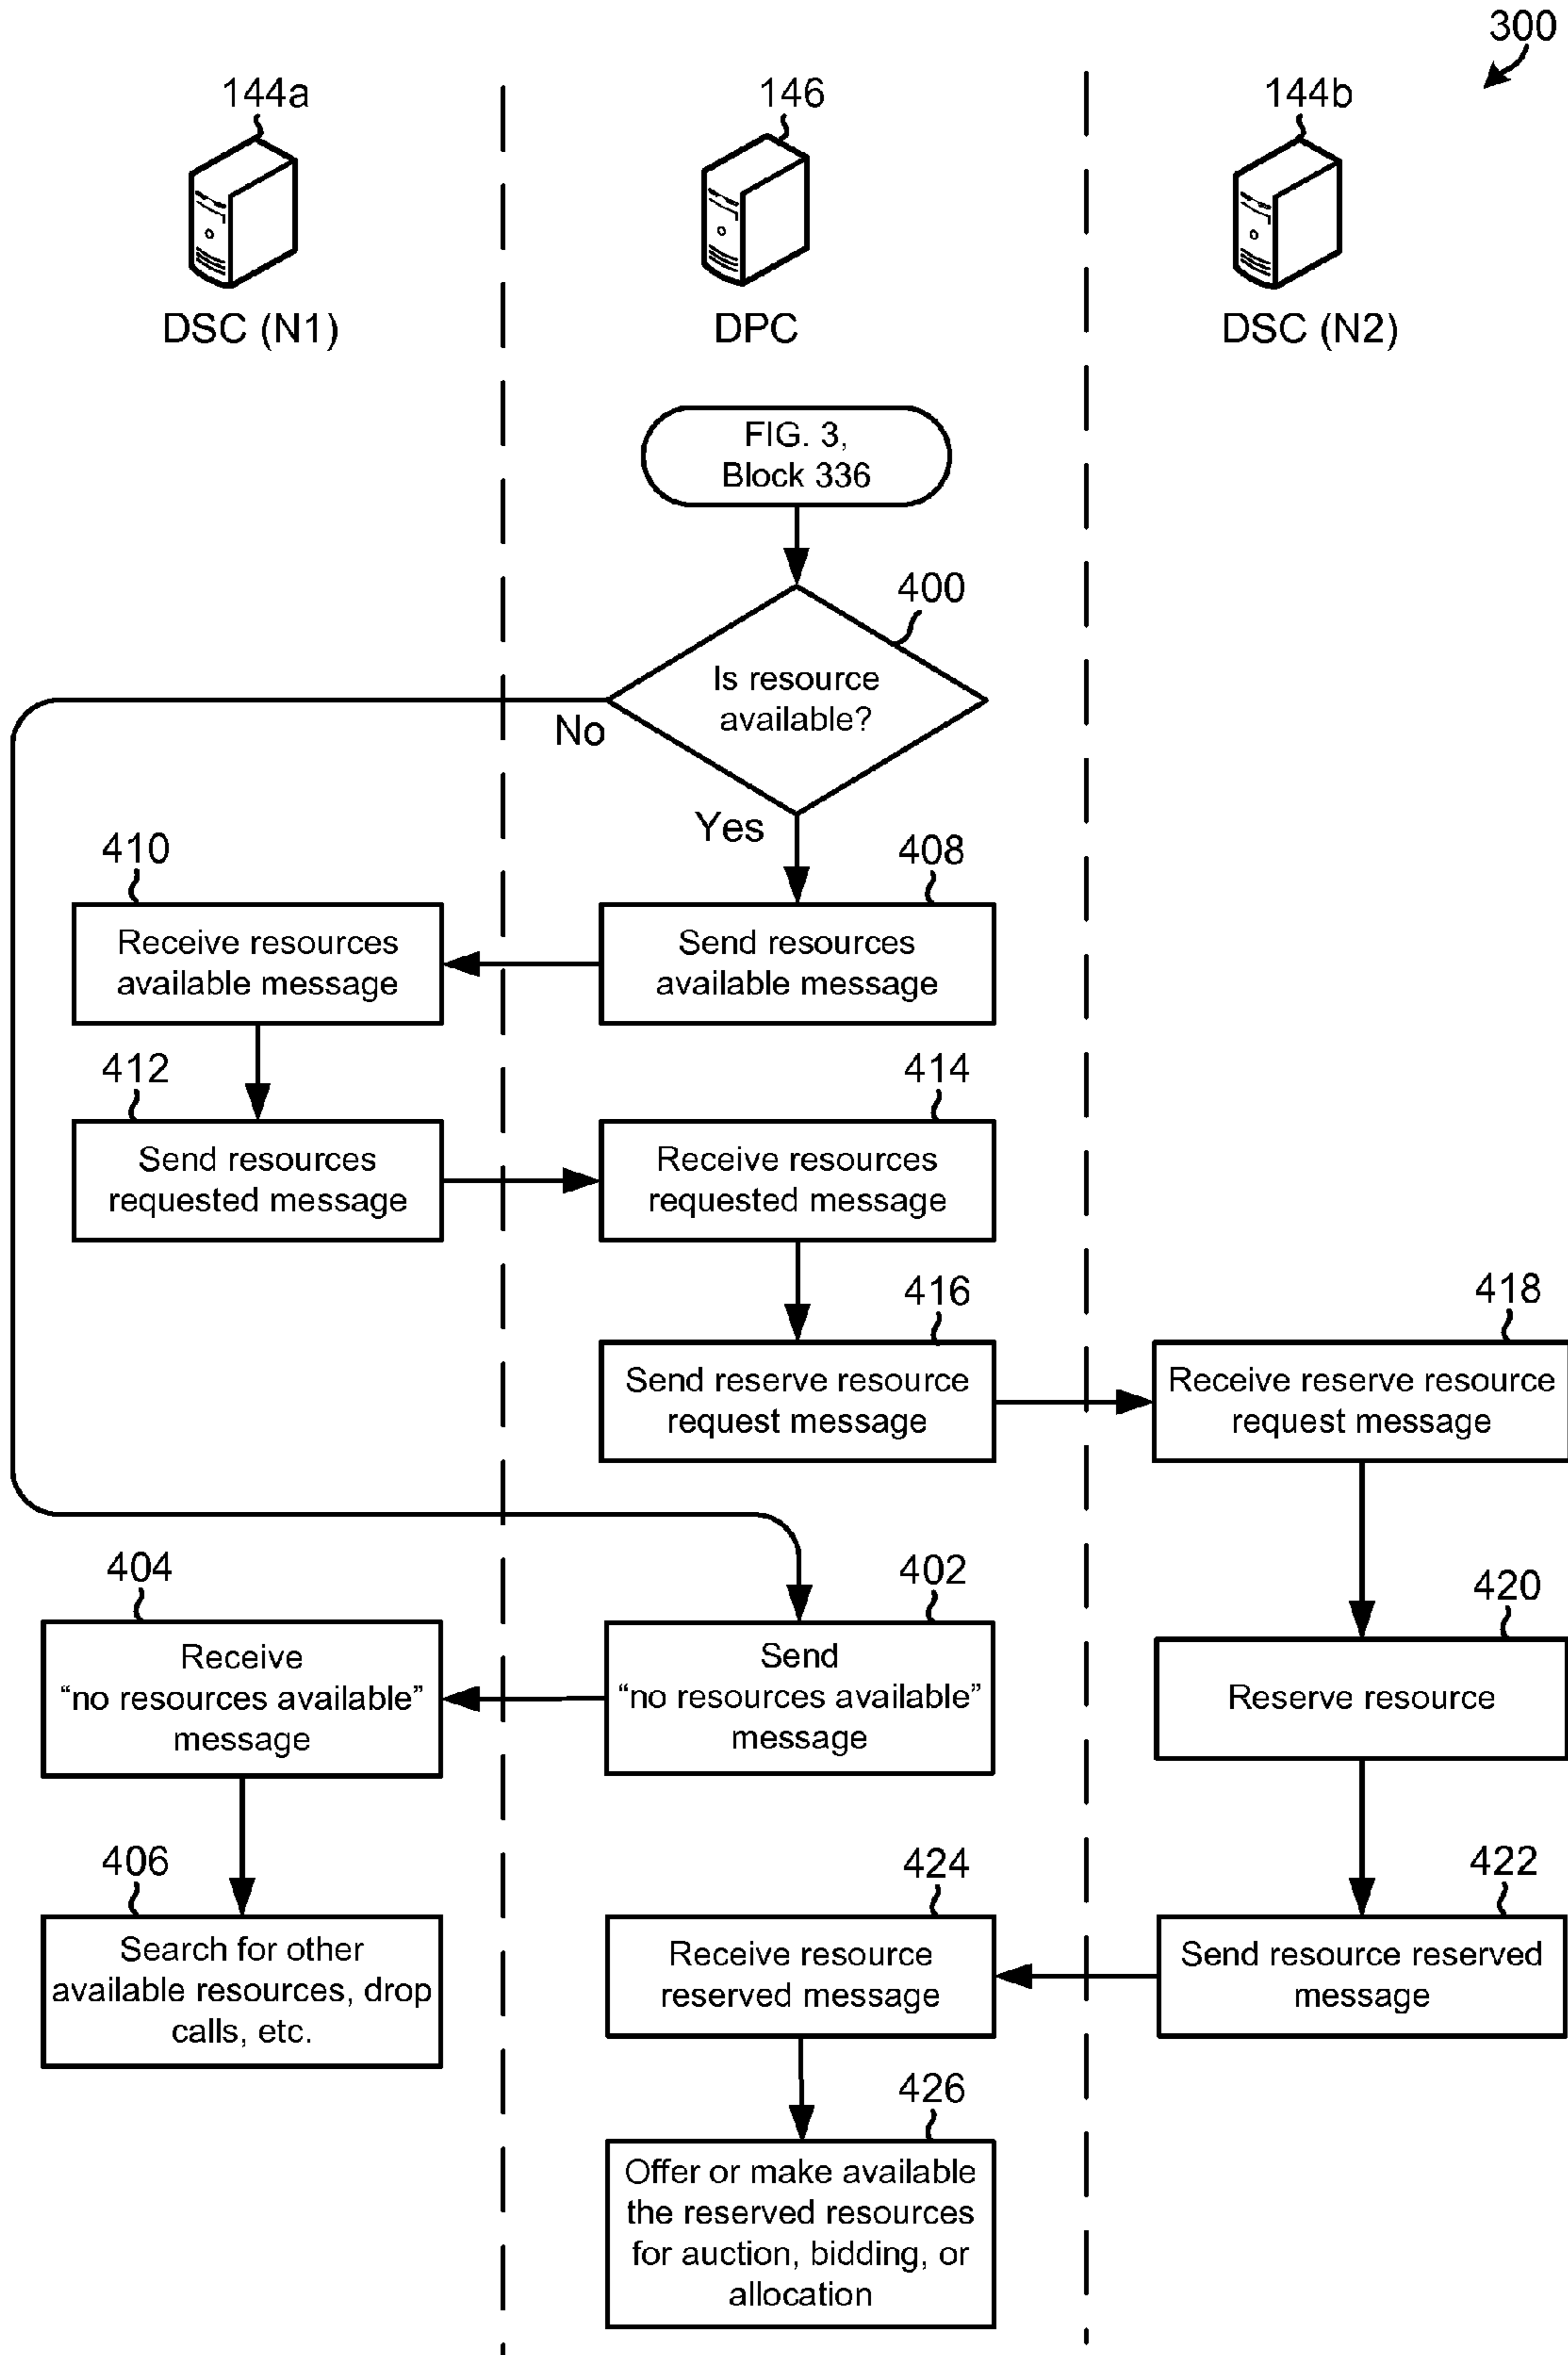 300
144a
146
144b
DSC (N1)
DPC
DSC (N2)
FIG. 3,
Block 336
400
Is resource
available?
No
Yes
410
408
Receive resources
available message
Send resources
available message
412
414
Send resources
requested message
Receive resources
requested message
416
418
Send reserve resource
request message
Receive reserve resource
request message
404
402
420
Receive
“no resources available”
message
Send
“no resources available”
message
Reserve resource
406
424
422
Search for other
available resources, drop
calls, etc.
Receive resource
reserved message
Send resource reserved
message
426
Offer or make available
the reserved resources
for auction, bidding, or
allocation